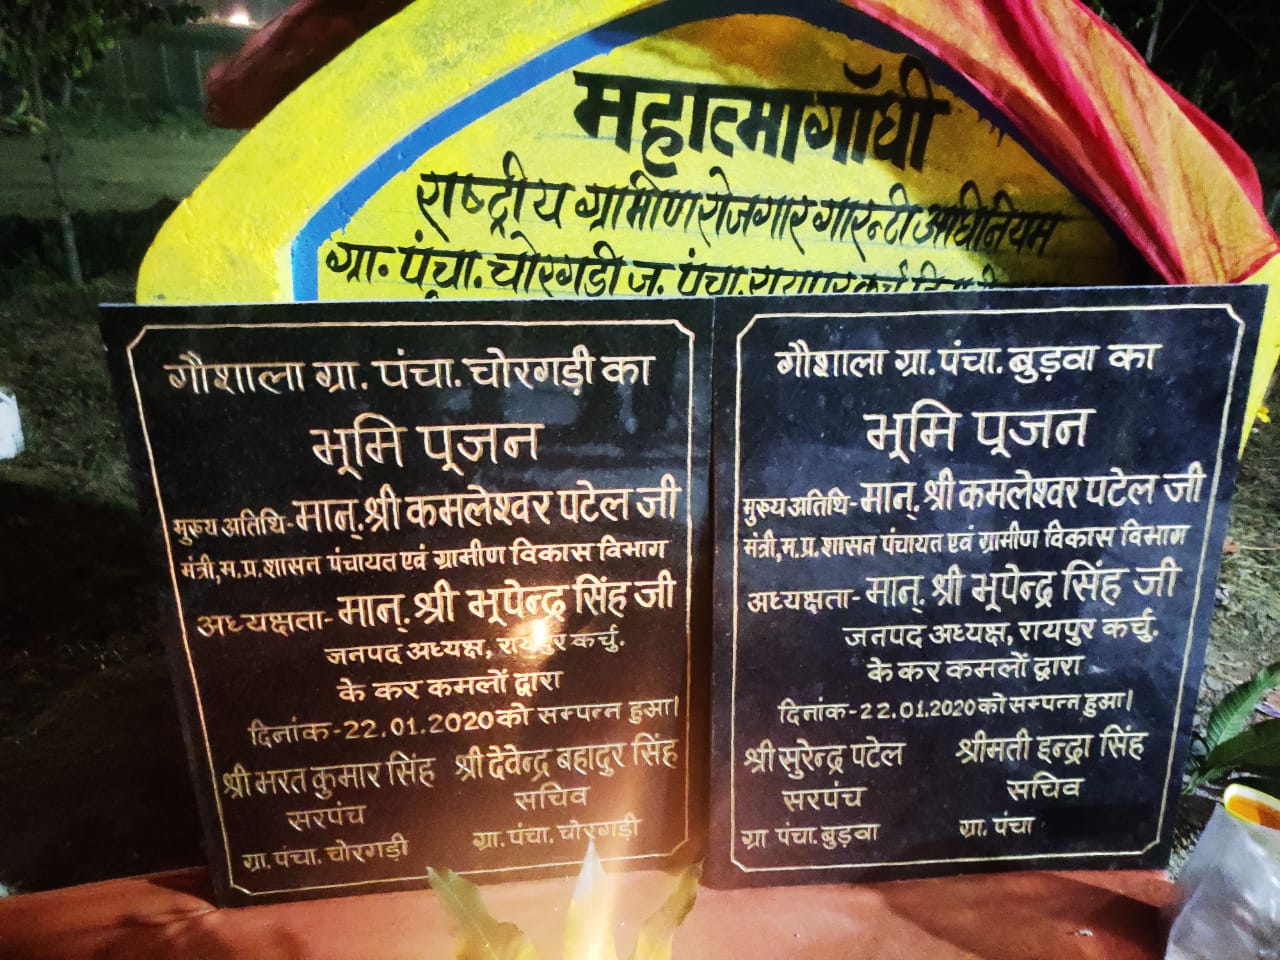 महात्मा गाँधी
राष्ट्रीय ग्रामीण रोजगार गारन्टी अधिनियम
ग्रा. पंचा. चोरगडी ज. पंचा. रायपुर कर्चु.
गौशाला ग्रा. पंचा. चोरगड़ी का
भूमि पूजन
मुख्य अतिथि-मान्. श्री कमलेश्वर पटेल जी
मंत्री, म.प्र. शासन पंचायत एवं ग्रामीण विकास विभाग
अध्यक्षता-मान्. श्री भूपेन्द्र सिंह जी
जनपद अध्यक्ष, रायपुर कर्चु.
के कर कमलों द्वारा
दिनांक-22.01.2020 को सम्पन्न हुआ।
श्री भरत कुमार सिंह श्री देवेन्द्र बहादुर सिंह
सरपंच सचिव
ग्रा. पंचा. चोरगड़ी ग्रा. पंचा. चोरगड़ी
गौशाला ग्रा. पंचा. बुड़वा का
भूमि पूजन
मुख्य अतिथि-मान्. श्री कमलेश्वर पटेल जी
मंत्री, म.प्र. शासन पंचायत एवं ग्रामीण विकास विभाग
अध्यक्षता-मान्. श्री भूपेन्द्र सिंह जी
जनपद अध्यक्ष, रायपुर कर्चु.
के कर कमलों द्वारा
दिनांक-22.01.2020 को सम्पन्न हुआ।
श्री सुरेन्द्र पटेल श्रीमती इन्द्रा सिंह
सरपंच सचिव
ग्रा पंचा. बुड़वा ग्रा. पंचा